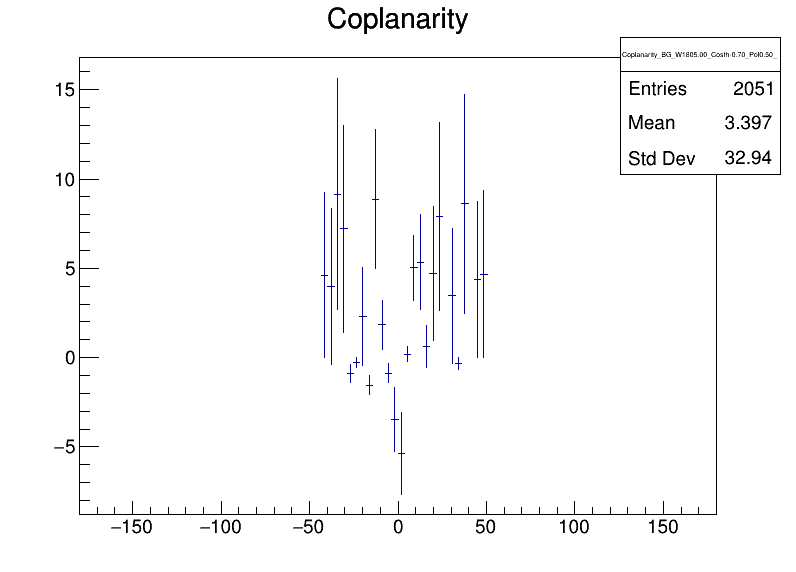 Coplanarity
Coplanarity_BG_W1805.00_Costh-0.70_Pol0.50_
Entries 2051
Mean 3.397
Std Dev 32.94
15
10
5
0
−5
−150 −100 −50 0 50 100 150